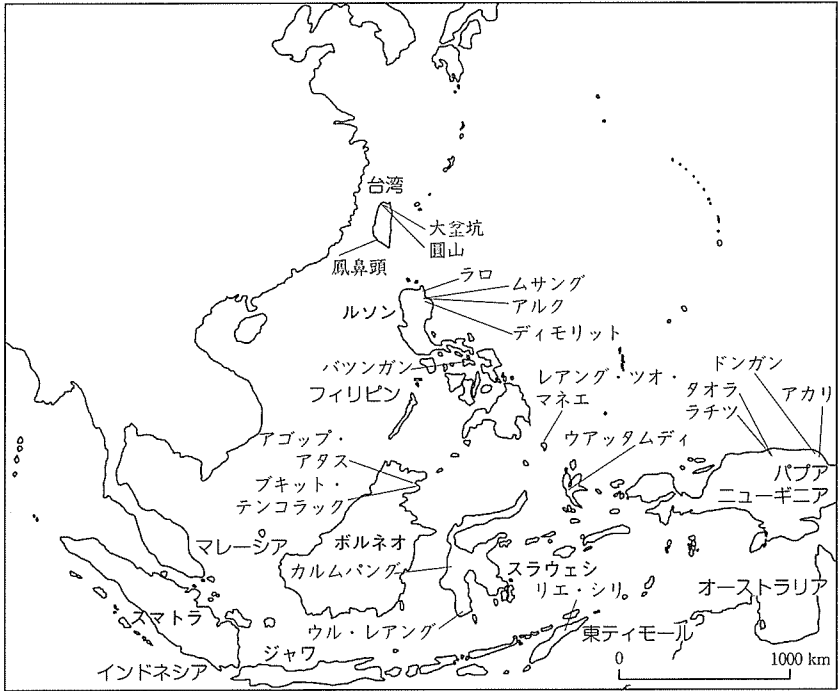 台湾
大坌坑
圓山
鳳鼻頭
ラロ
ムサング
アルク
ルソン
ディモリット
バツンガン
フィリピン
レアング・ツオ・
マネエ
ドンガン
タオラ
ラチツ
アカリ
ウアッタムディ
パプア
ニューギニア
アゴップ・
アタス
ブキット・
テンコラック
マレーシア
ボルネオ
カルムパング
スラウェシ
リエ・シリ
オーストラリア
スマトラ
ウル・レアング
東ティモール
ジャワ
インドネシア
0 1000 km